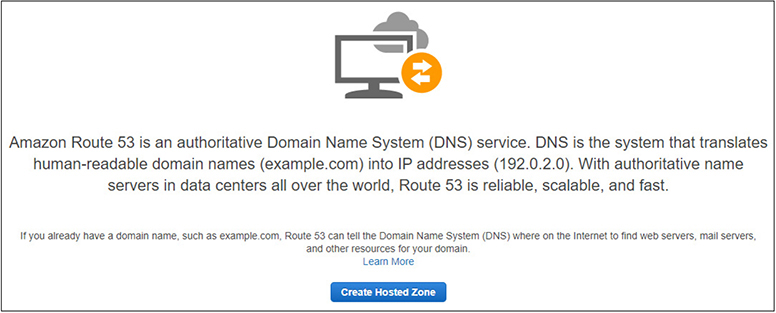 Amazon Route 53 is an authoritative Domain Name System (DNS) service. DNS is the system that translates
human-readable domain names (example.com) into IP addresses (192.0.2.0). With authoritative name
servers in data centers all over the world, Route 53 is reliable, scalable, and fast.
If you already have a domain name, such as example.com, Route 53 can tell the Domain Name System (DNS) where on the Internet to find web servers, mail servers,
and other resources for your domain.
Learn More
Create Hosted Zone